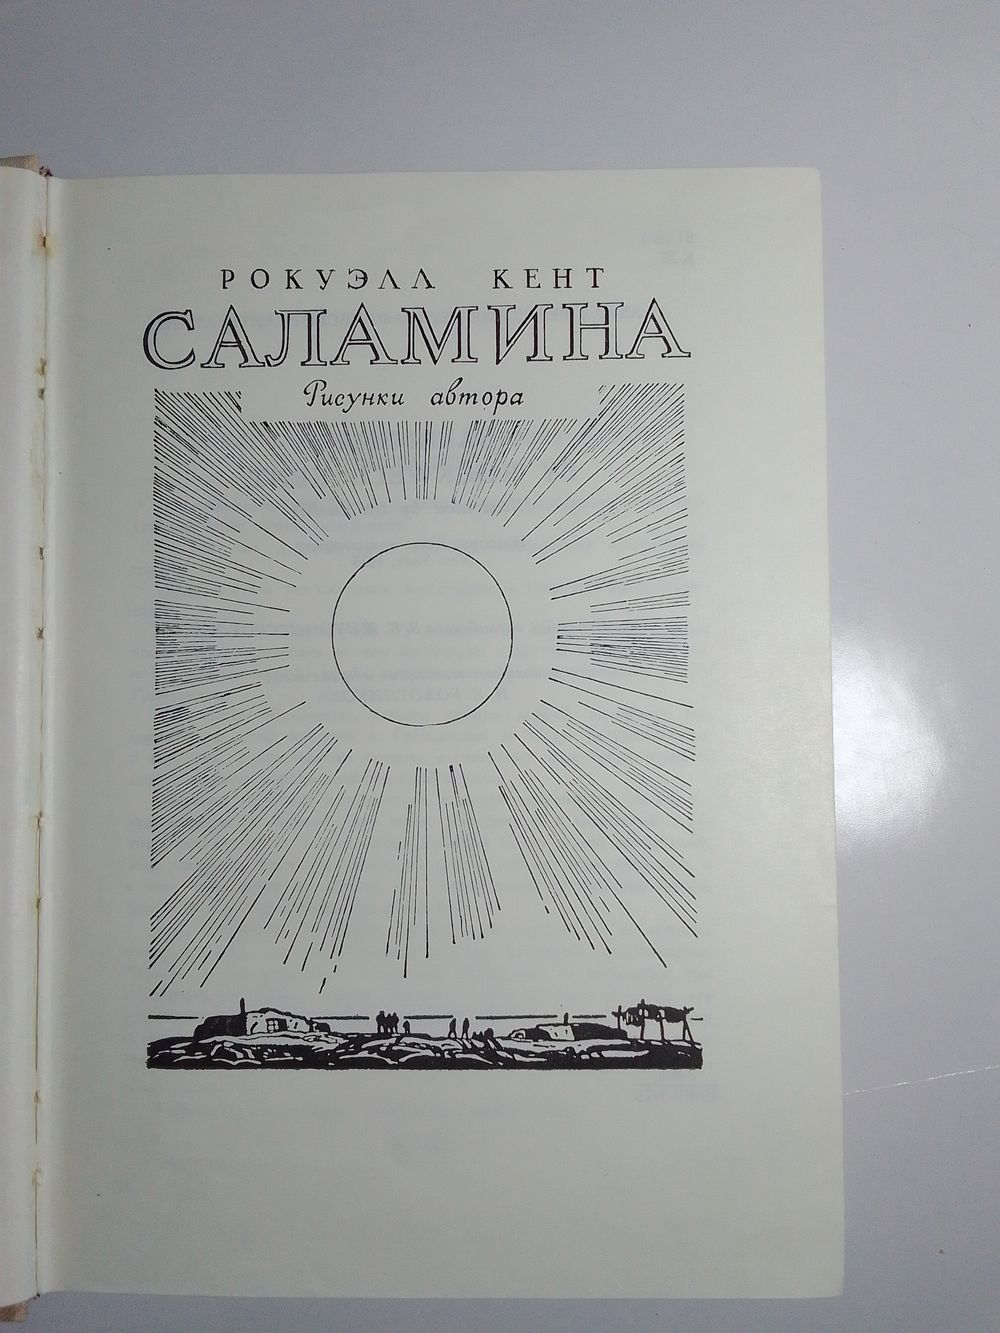 РОКУЭЛЛ КЕНТ
САЛАМИНА
Рисунки автора